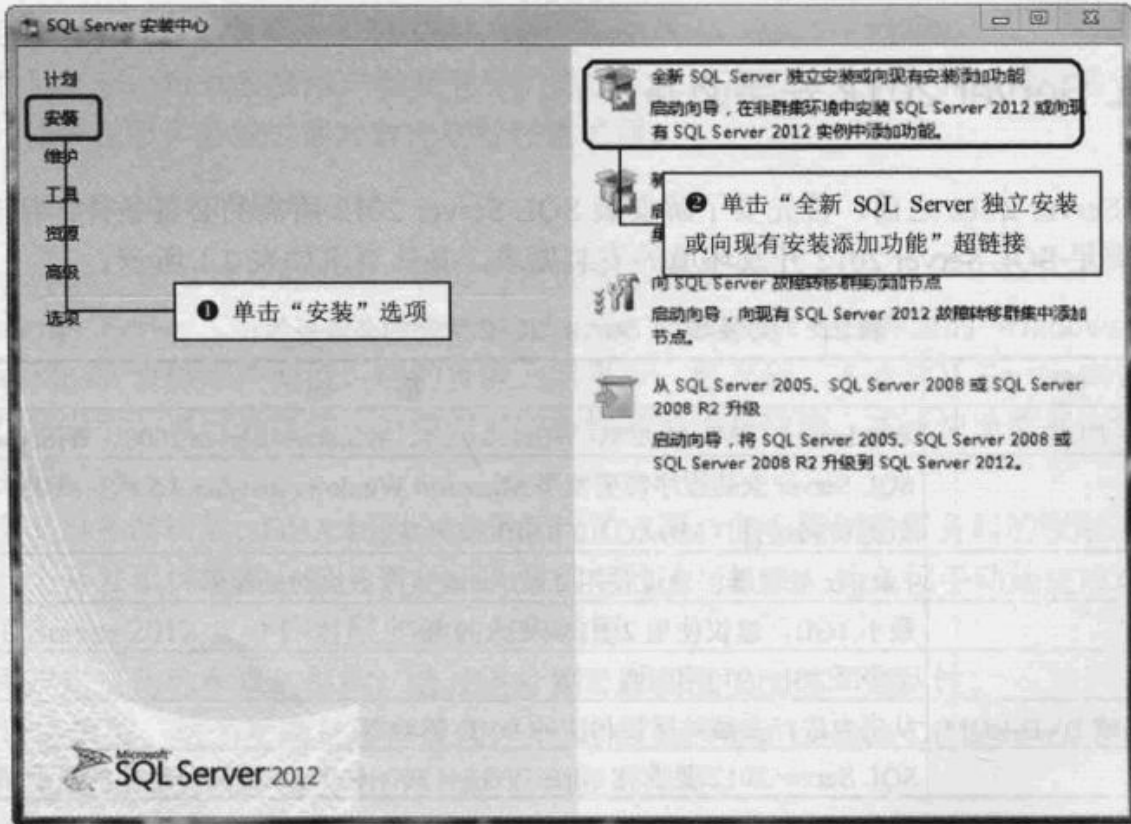 SQL Server 安装中心
计划
安装
维护
工具
资源
高级
选项
❶ 单击“安装”选项
全新 SQL Server 独立安装或向现有安装添加功能
启动向导，在非群集环境中安装 SQL Server 2012 或向现
有 SQL Server 2012 实例中添加功能。
❷ 单击“全新 SQL Server 独立安装
或向现有安装添加功能”超链接
向 SQL Server 故障转移群集添加节点
启动向导，向现有 SQL Server 2012 故障转移群集中添加
节点。
从 SQL Server 2005、SQL Server 2008 或 SQL Server
2008 R2 升级
启动向导，将 SQL Server 2005、SQL Server 2008 或
SQL Server 2008 R2 升级到 SQL Server 2012。
Microsoft
SQL Server 2012